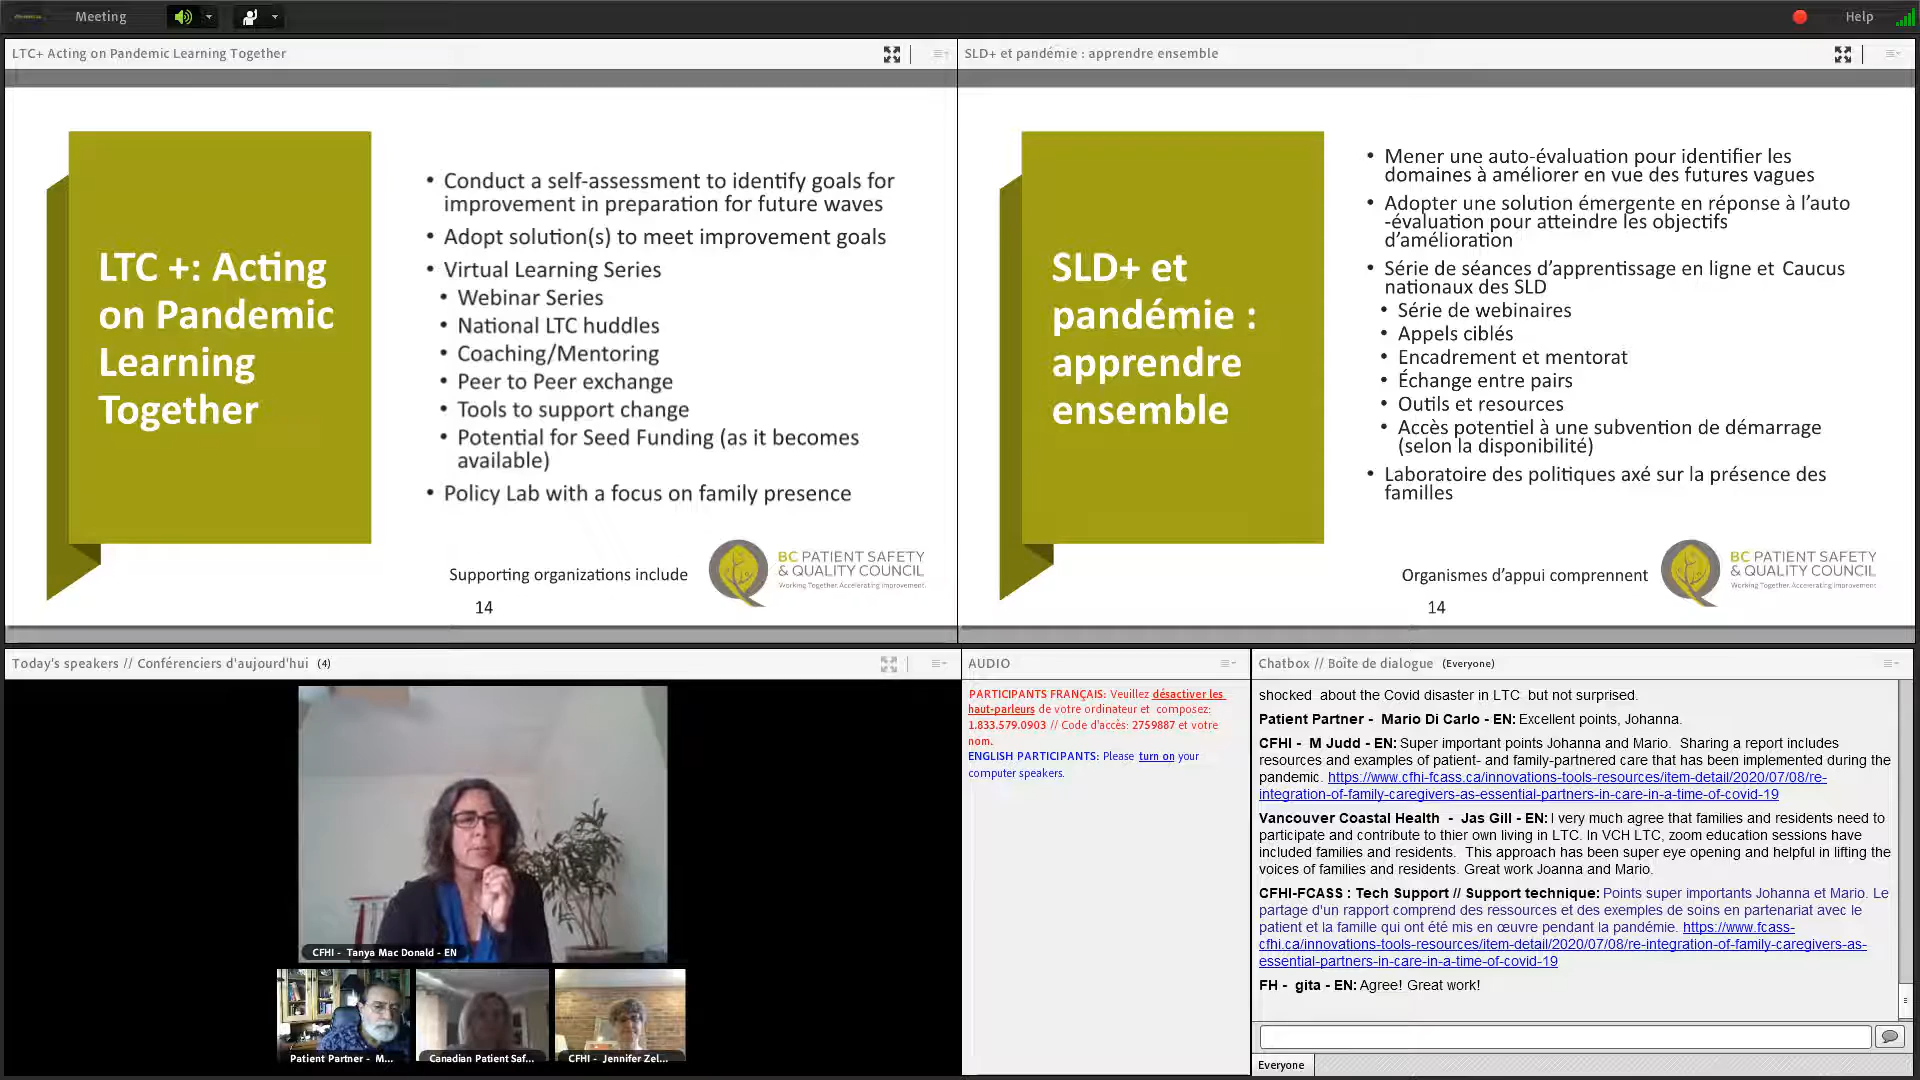 Meeting
Help
LTC+ Acting on Pandemic Learning Together
LTC +: Acting
on Pandemic
Learning
Together
• Conduct a self-assessment to identify goals for
improvement in preparation for future waves
• Adopt solution(s) to meet improvement goals
• Virtual Learning Series
• Webinar Series
• National LTC huddles
• Coaching/Mentoring
• Peer to Peer exchange
• Tools to support change
• Potential for Seed Funding (as it becomes
available)
• Policy Lab with a focus on family presence
Supporting organizations include
BC PATIENT SAFETY
& QUALITY COUNCIL
Working Together. Accelerating Improvement.
14
SLD+ et pandémie : apprendre ensemble
SLD+ et
pandémie :
apprendre
ensemble
• Mener une auto-évaluation pour identifier les
domaines à améliorer en vue des futures vagues
• Adopter une solution émergente en réponse à l’auto
-évaluation pour atteindre les objectifs
d’amélioration
• Série de séances d’apprentissage en ligne et Caucus
nationaux des SLD
• Série de webinaires
• Appels ciblés
• Encadrement et mentorat
• Échange entre pairs
• Outils et resources
• Accès potentiel à une subvention de démarrage
(selon la disponibilité)
• Laboratoire des politiques axé sur la présence des
familles
Organismes d’appui comprennent
BC PATIENT SAFETY
& QUALITY COUNCIL
Working Together. Accelerating Improvement.
14
Today's speakers // Conférenciers d'aujourd'hui (4)
CFHI - Tanya Mac Donald - EN
Patient Partner - M...
Canadian Patient Saf...
CFHI - Jennifer Zel...
AUDIO
PARTICIPANTS FRANÇAIS: Veuillez désactiver les
haut-parleurs de votre ordinateur et composez:
1.833.579.0903 // Code d'accès: 2759887 et votre
nom.
ENGLISH PARTICIPANTS: Please turn on your
computer speakers.
Chatbox // Boîte de dialogue (Everyone)
shocked about the Covid disaster in LTC but not surprised.
Patient Partner - Mario Di Carlo - EN: Excellent points, Johanna.
CFHI - M Judd - EN: Super important points Johanna and Mario. Sharing a report includes
resources and examples of patient- and family-partnered care that has been implemented during the
pandemic. https://www.cfhi-fcass.ca/innovations-tools-resources/item-detail/2020/07/08/re-
integration-of-family-caregivers-as-essential-partners-in-care-in-a-time-of-covid-19
Vancouver Coastal Health - Jas Gill - EN: I very much agree that families and residents need to
participate and contribute to thier own living in LTC. In VCH LTC, zoom education sessions have
included families and residents. This approach has been super eye opening and helpful in lifting the
voices of families and residents. Great work Joanna and Mario.
CFHI-FCASS : Tech Support // Support technique: Points super importants Johanna et Mario. Le
partage d'un rapport comprend des ressources et des exemples de soins en partenariat avec le
patient et la famille qui ont été mis en œuvre pendant la pandémie. https://www.fcass-
cfhi.ca/innovations-tools-resources/item-detail/2020/07/08/re-integration-of-family-caregivers-as-
essential-partners-in-care-in-a-time-of-covid-19
FH - gita - EN: Agree! Great work!
Everyone